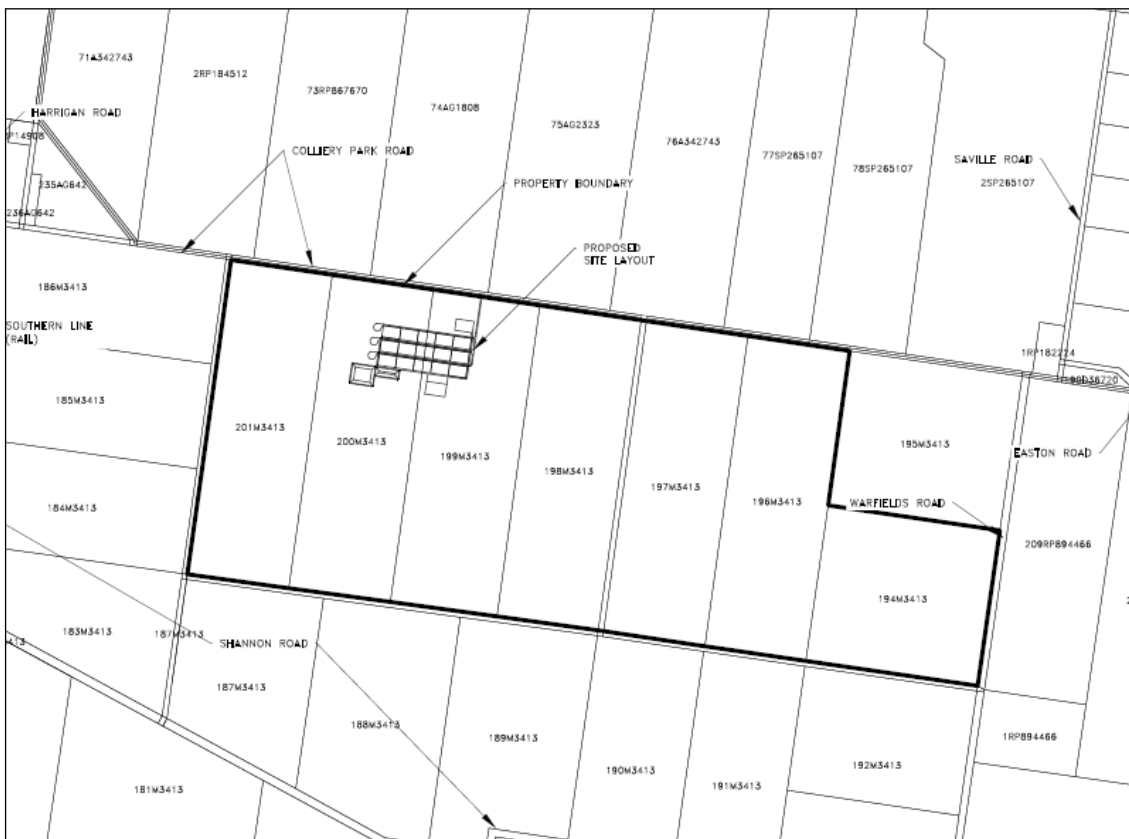 71A342743
2RP184512
73RP867670
74AG1808
75AG2323
76A342743
77SP265107
78SP265107
SAVILLE ROAD
2SP265107
HARRIGAN ROAD
P14908
COLLIERY PARK ROAD
PROPERTY BOUNDARY
235AG642
236AG642
PROPOSED
SITE LAYOUT
186M3413
SOUTHERN LINE
(RAIL)
1RP182224
185M3413
201M3413
200M3413
199M3413
198M3413
197M3413
196M3413
195M3413
EASTON ROAD
WARFIELDS ROAD
184M3413
209RP894466
194M3413
183M3413
187M3413
SHANNON ROAD
187M3413
188M3413
189M3413
190M3413
191M3413
192M3413
1RP894466
181M3413